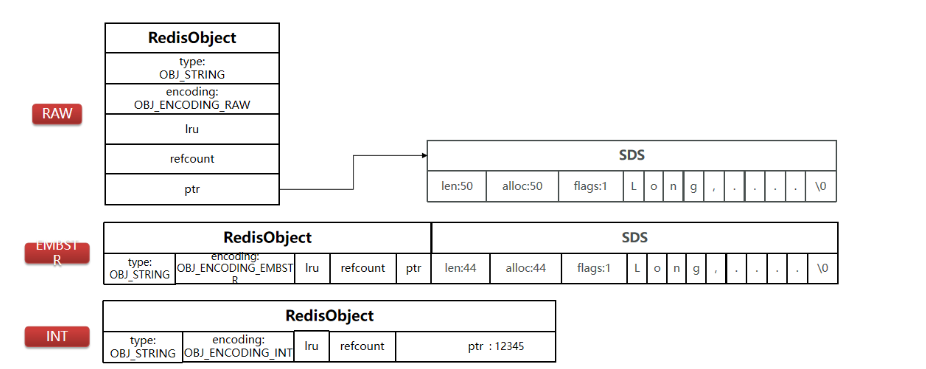 RedisObject
type:
OBJ_STRING
encoding:
OBJ_ENCODING_RAW
RAW
lru
refcount
ptr
SDS
len:50 alloc:50 flags:1 L o n g , . . . . \0
EMBST
R
RedisObject SDS
type:
OBJ_STRING
encoding:
OBJ_ENCODING_EMBST
R
lru refcount ptr len:44 alloc:44 flags:1 L o n g , . . . . \0
INT
RedisObject
type:
OBJ_STRING
encoding:
OBJ_ENCODING_INT
lru refcount ptr : 12345